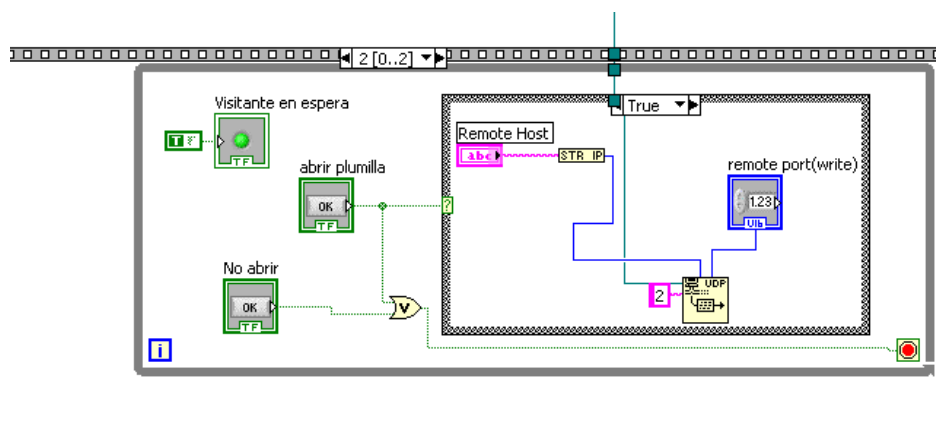 2 [0..2]
Visitante en espera
T
TF
True
Remote Host
abc
STR IP
abrir plumilla
OK
TF
remote port(write)
1.23
U16
No abrir
OK
TF
V
2
UDP
i
?